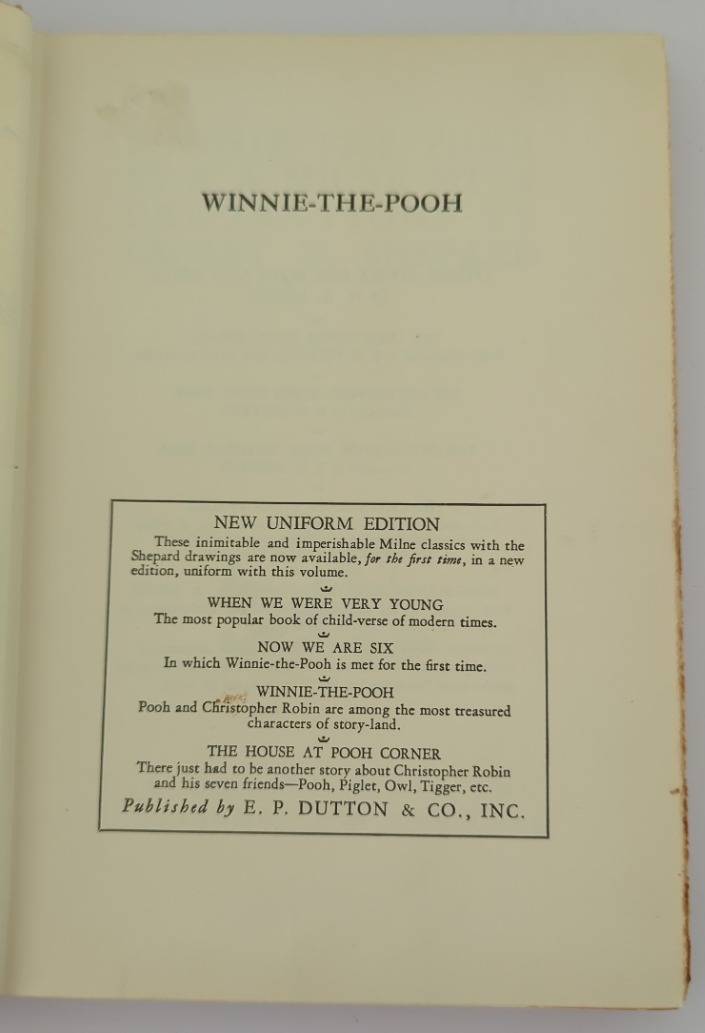 WINNIE-THE-POOH
NEW UNIFORM EDITION
These inimitable and imperishable Milne classics with the
Shepard drawings are now available, for the first time, in a new
edition, uniform with this volume.
WHEN WE WERE VERY YOUNG
The most popular book of child-verse of modern times.
NOW WE ARE SIX
In which Winnie-the-Pooh is met for the first time.
WINNIE-THE-POOH
Pooh and Christopher Robin are among the most treasured
characters of story-land.
THE HOUSE AT POOH CORNER
There just had to be another story about Christopher Robin
and his seven friends—Pooh, Piglet, Owl, Tigger, etc.
Published by E. P. DUTTON & CO., INC.